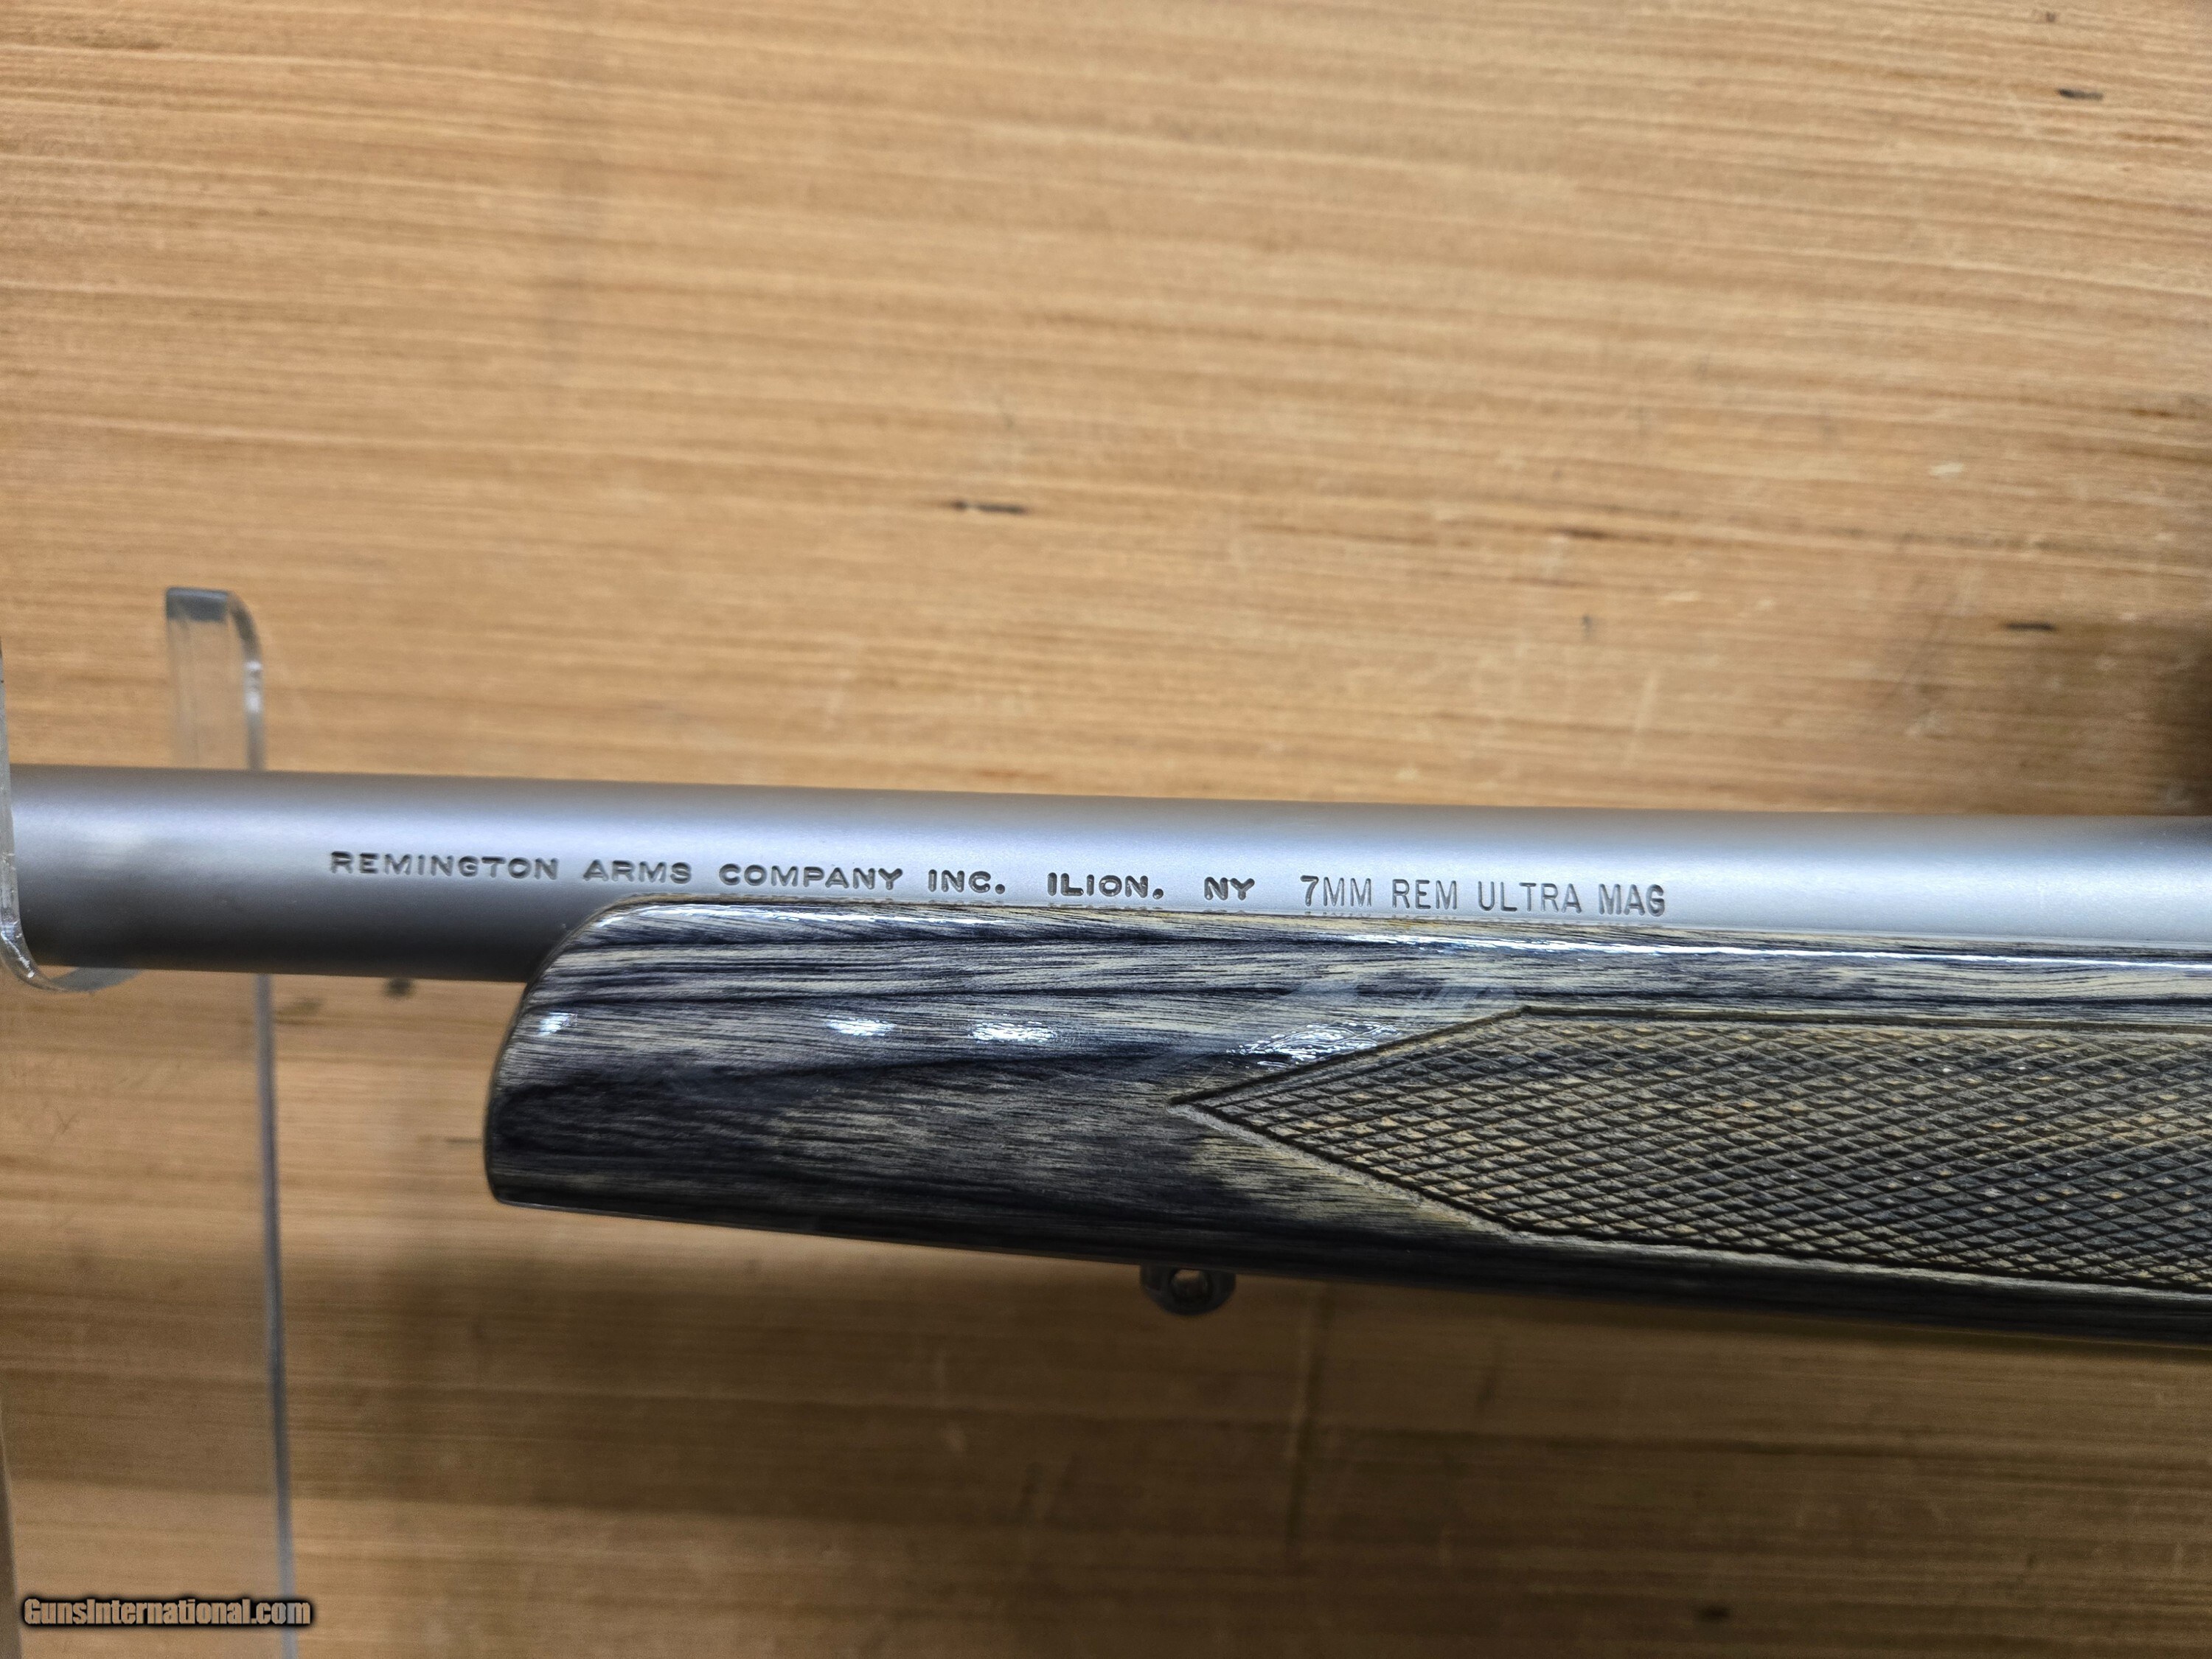 REMINGTON ARMS COMPANY INC. ILION. NY 7MM REM ULTRA MAG
GunsInternational.com